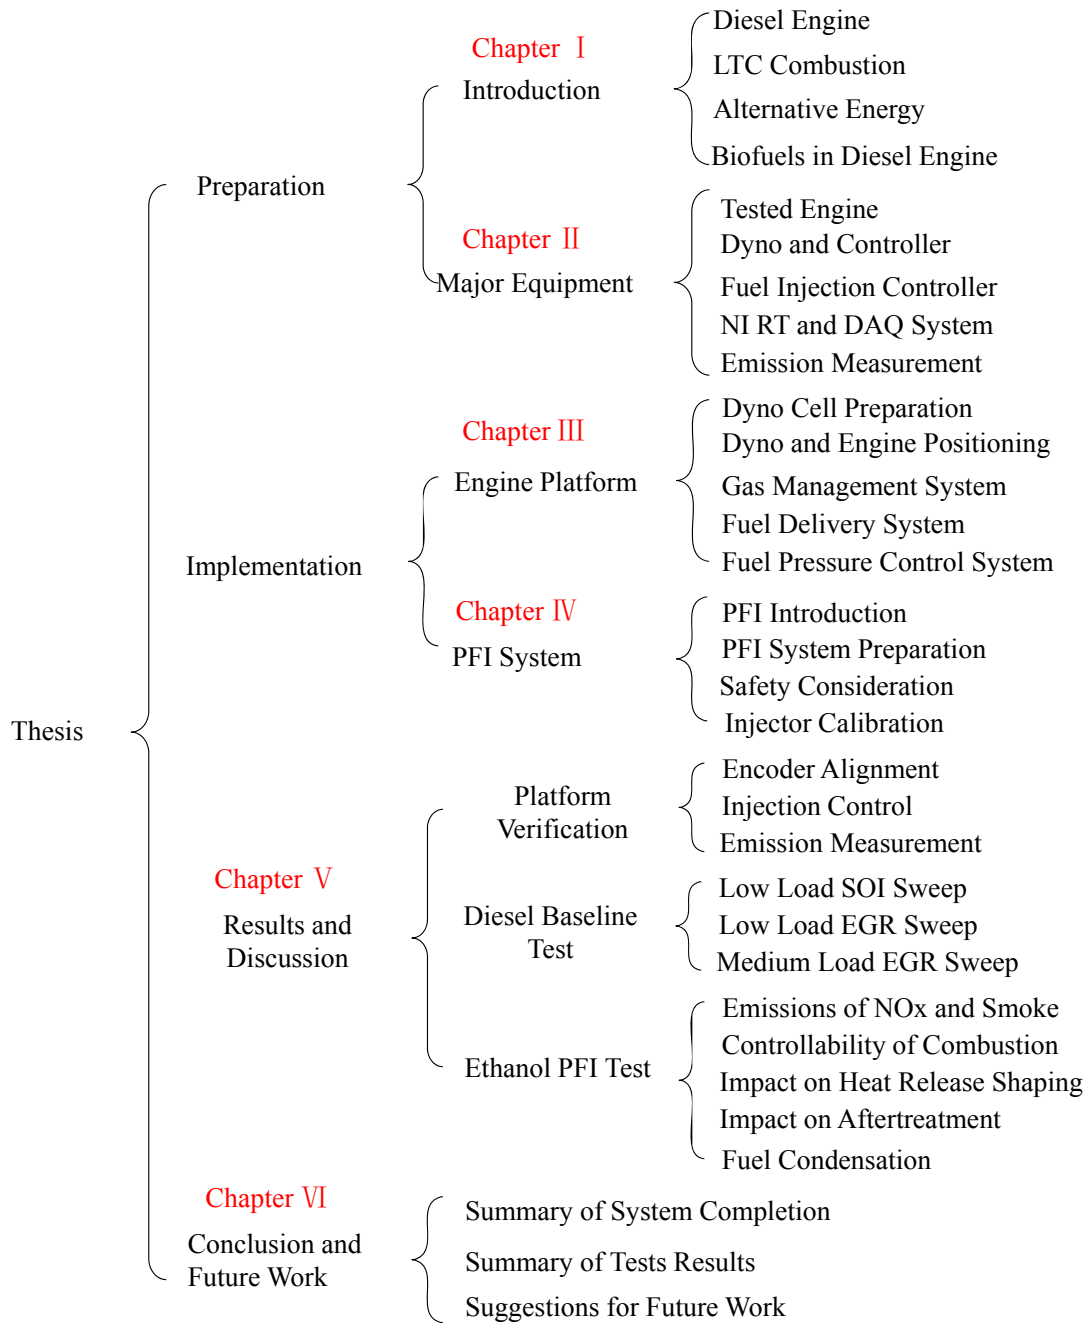 Thesis
Preparation
Chapter Ⅰ
Introduction
Diesel Engine
LTC Combustion
Alternative Energy
Biofuels in Diesel Engine
Chapter Ⅱ
Major Equipment
Tested Engine
Dyno and Controller
Fuel Injection Controller
NI RT and DAQ System
Emission Measurement
Implementation
Chapter Ⅲ
Engine Platform
Dyno Cell Preparation
Dyno and Engine Positioning
Gas Management System
Fuel Delivery System
Fuel Pressure Control System
Chapter Ⅳ
PFI System
PFI Introduction
PFI System Preparation
Safety Consideration
Injector Calibration
Chapter Ⅴ
Results and
Discussion
Platform
Verification
Encoder Alignment
Injection Control
Emission Measurement
Diesel Baseline
Test
Low Load SOI Sweep
Low Load EGR Sweep
Medium Load EGR Sweep
Ethanol PFI Test
Emissions of NOx and Smoke
Controllability of Combustion
Impact on Heat Release Shaping
Impact on Aftertreatment
Fuel Condensation
Chapter Ⅵ
Conclusion and
Future Work
Summary of System Completion
Summary of Tests Results
Suggestions for Future Work